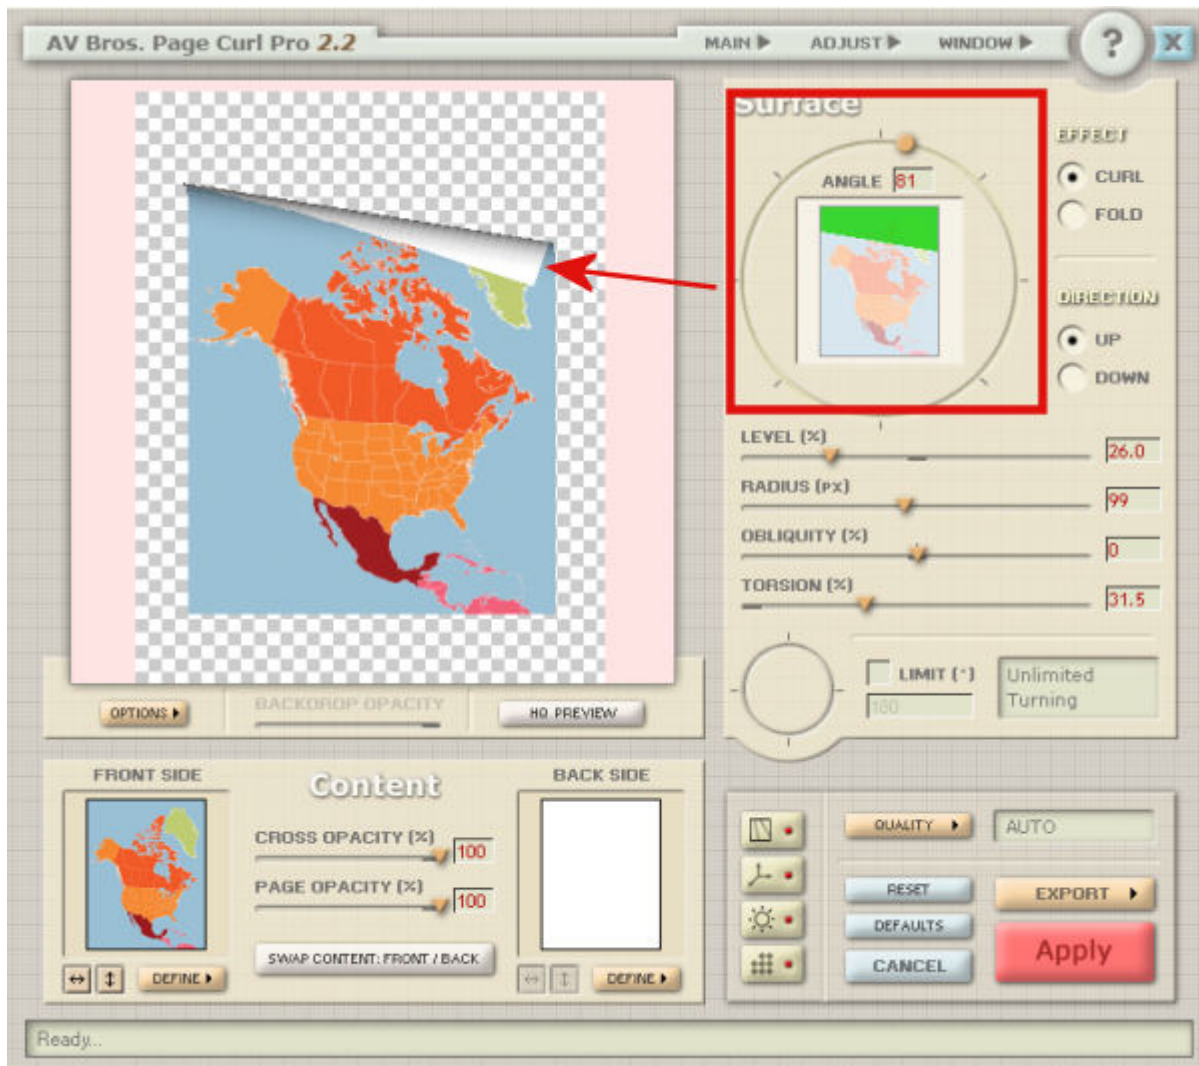 AV Bros. Page Curl Pro 2.2
MAIN
ADJUST
WINDOW
?
X
Surface
ANGLE 81
EFFECT
CURL
FOLD
DIRECTION
UP
DOWN
LEVEL (%)
26.0
RADIUS (PX)
99
OBLIQUITY (%)
0
TORSION (%)
31.5
LIMIT (°)
180
Unlimited
Turning
OPTIONS
BACKDROP OPACITY
HQ PREVIEW
FRONT SIDE
Content
BACK SIDE
CROSS OPACITY (%)
100
PAGE OPACITY (%)
100
SWAP CONTENT: FRONT / BACK
DEFINE
DEFINE
QUALITY
AUTO
RESET
DEFAULTS
CANCEL
EXPORT
Apply
Ready...